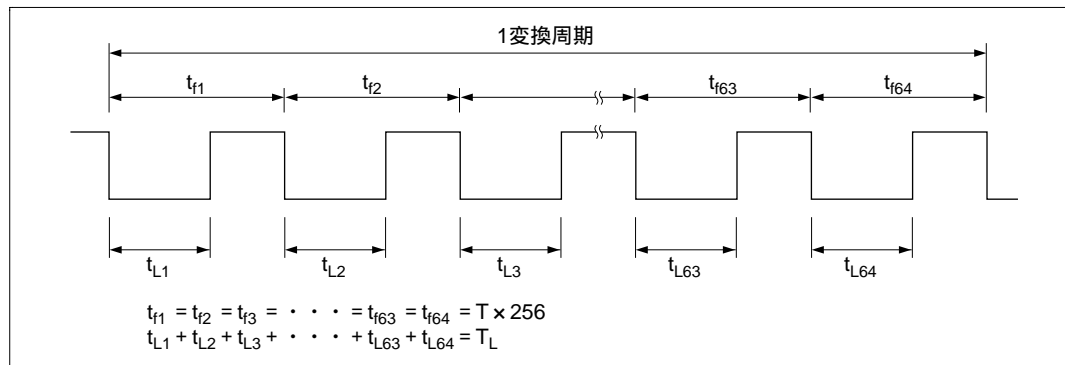 1変換周期
tf1 tf2 tf63 tf64
tL1 tL2 tL3 tL63 tL64
tf1 = tf2 = tf3 = ・・・ = tf63 = tf64 = T × 256
tL1 + tL2 + tL3 + ・・・ + tL63 + tL64 = TL